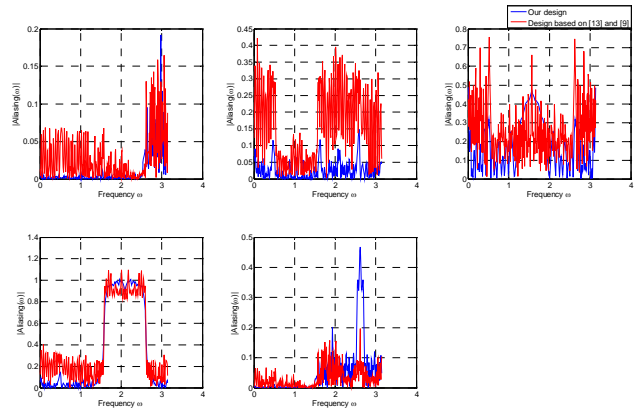 Our design
Design based on [13] and [9]
0.2
0.15
0.1
0.05
0
0 1 2 3 4
|Aliasing(ω)|
Frequency ω
0.45
0.4
0.35
0.3
0.25
0.2
0.15
0.1
0.05
0
0 1 2 3 4
|Aliasing(ω)|
Frequency ω
0.8
0.7
0.6
0.5
0.4
0.3
0.2
0.1
0
0 1 2 3 4
|Aliasing(ω)|
Frequency ω
1.4
1.2
1
0.8
0.6
0.4
0.2
0
0 1 2 3 4
|Aliasing(ω)|
Frequency ω
0.5
0.4
0.3
0.2
0.1
0
0 1 2 3 4
|Aliasing(ω)|
Frequency ω